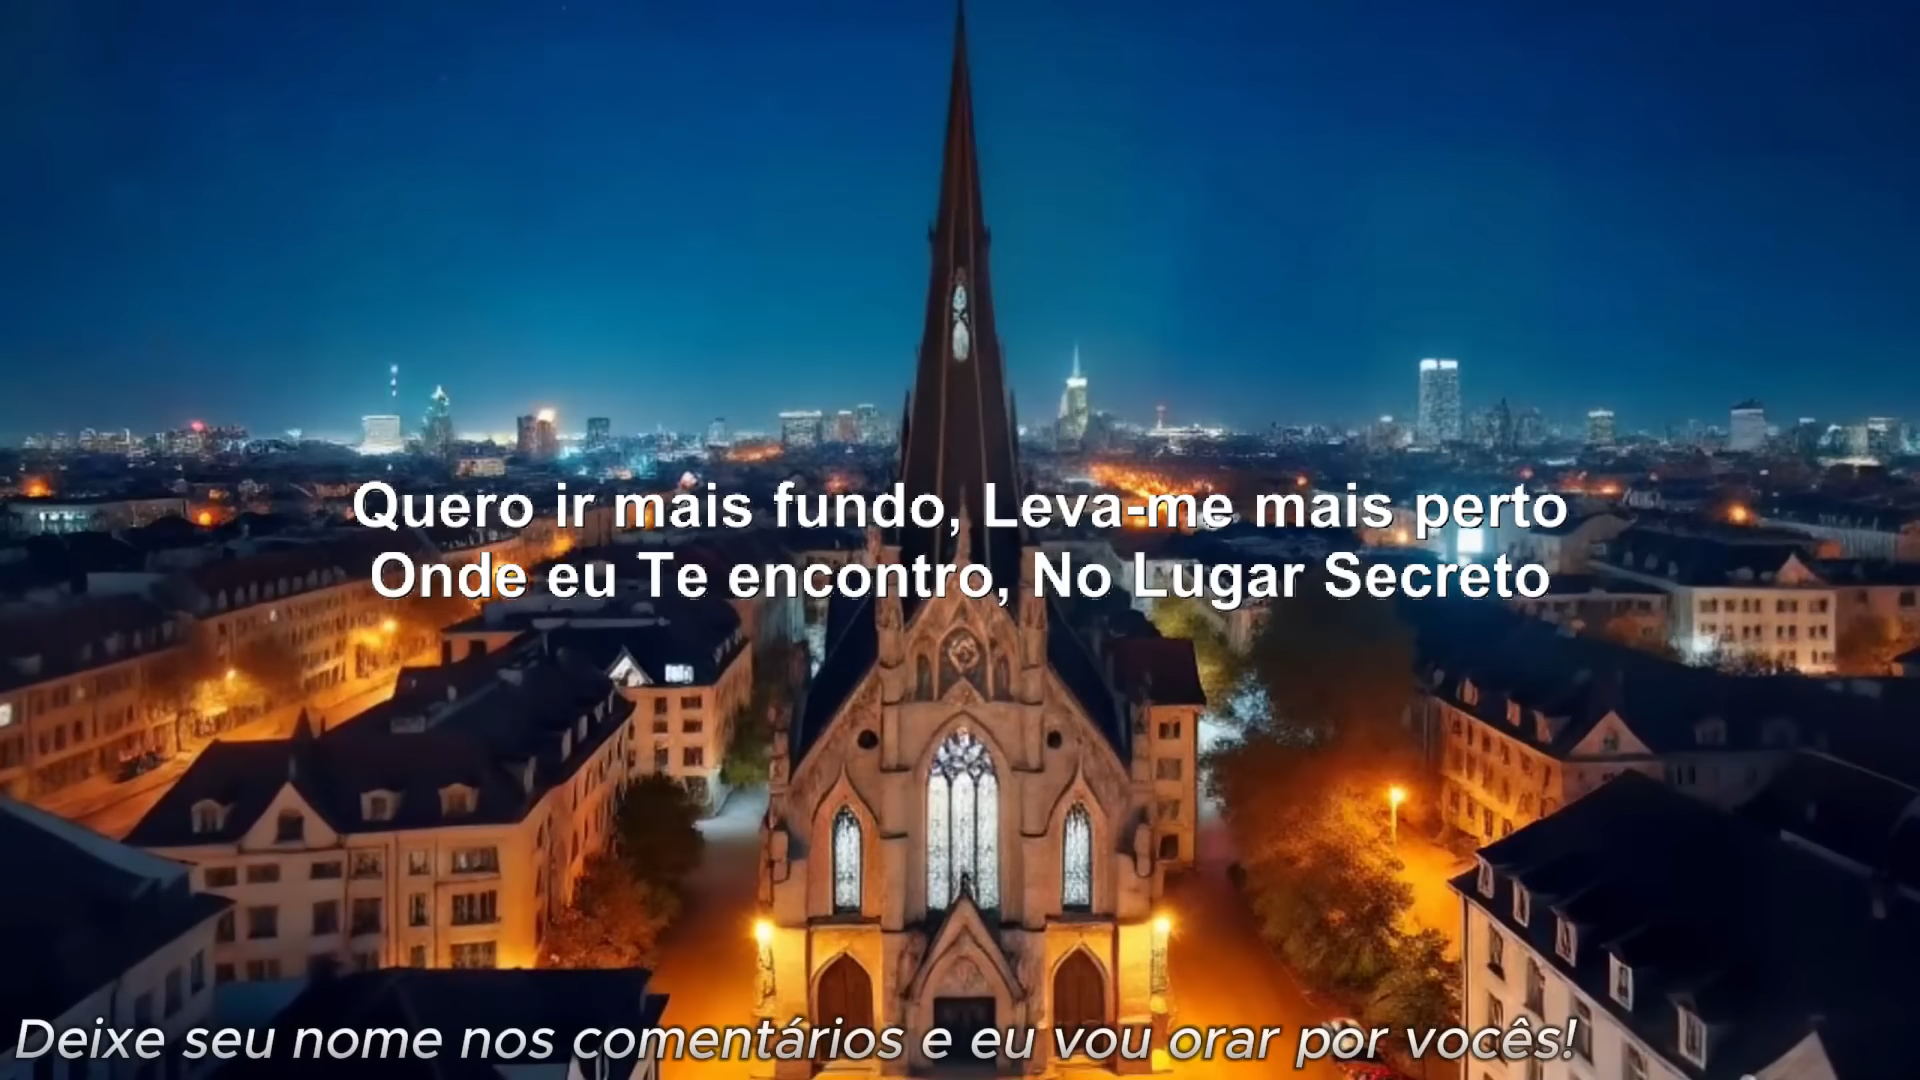 Quero ir mais fundo, Leva-me mais perto
Onde eu Te encontro, No Lugar Secreto
Deixe seu nome nos comentários e eu vou orar por vocês!